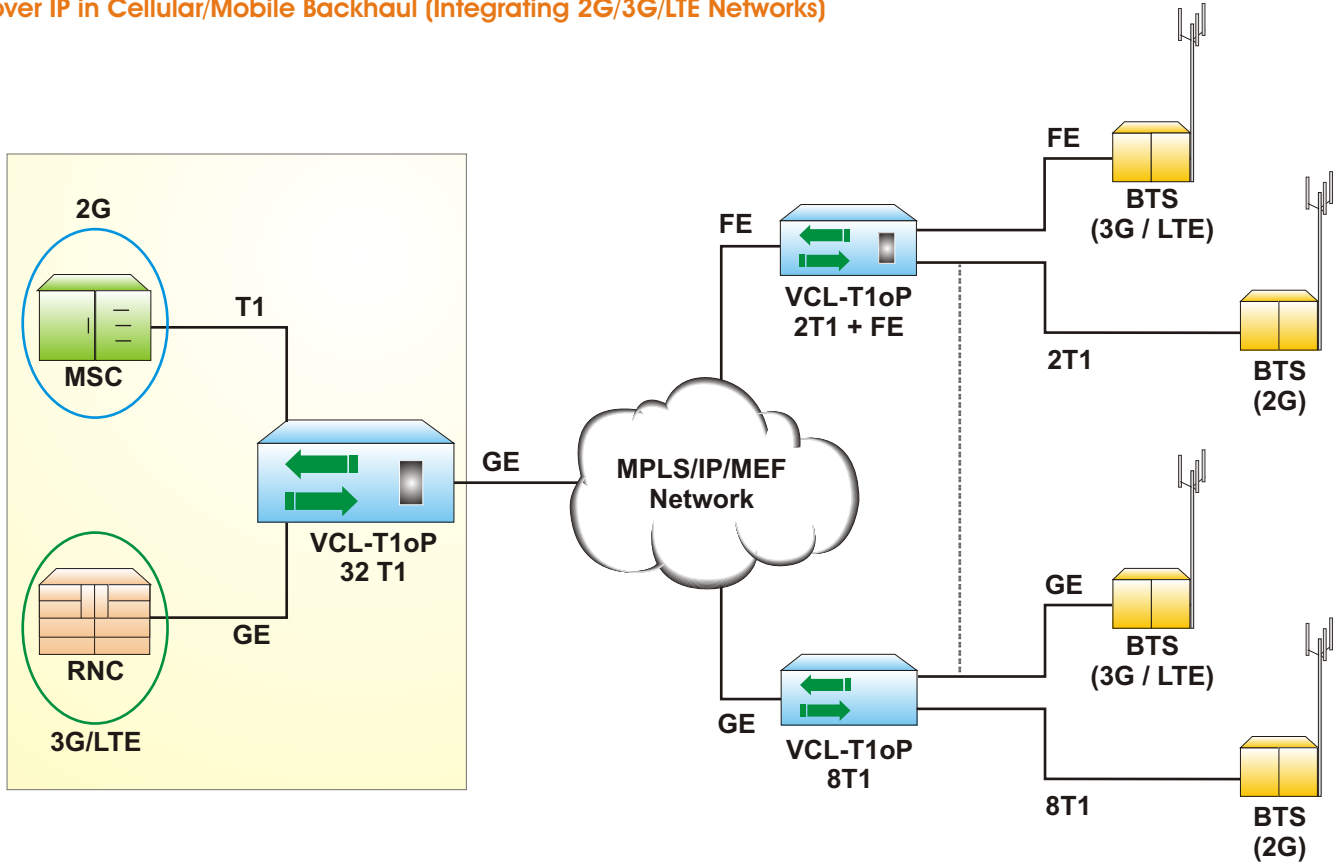 over IP in Cellular/Mobile Backhaul (Integrating 2G/3G/LTE Networks)
2G
MSC
T1
VCL-T1oP
32 T1
GE
RNC
3G/LTE
GE
MPLS/IP/MEF
Network
FE
VCL-T1oP
2T1 + FE
FE
BTS
(3G / LTE)
2T1
BTS
(2G)
GE
VCL-T1oP
8T1
GE
BTS
(3G / LTE)
8T1
BTS
(2G)